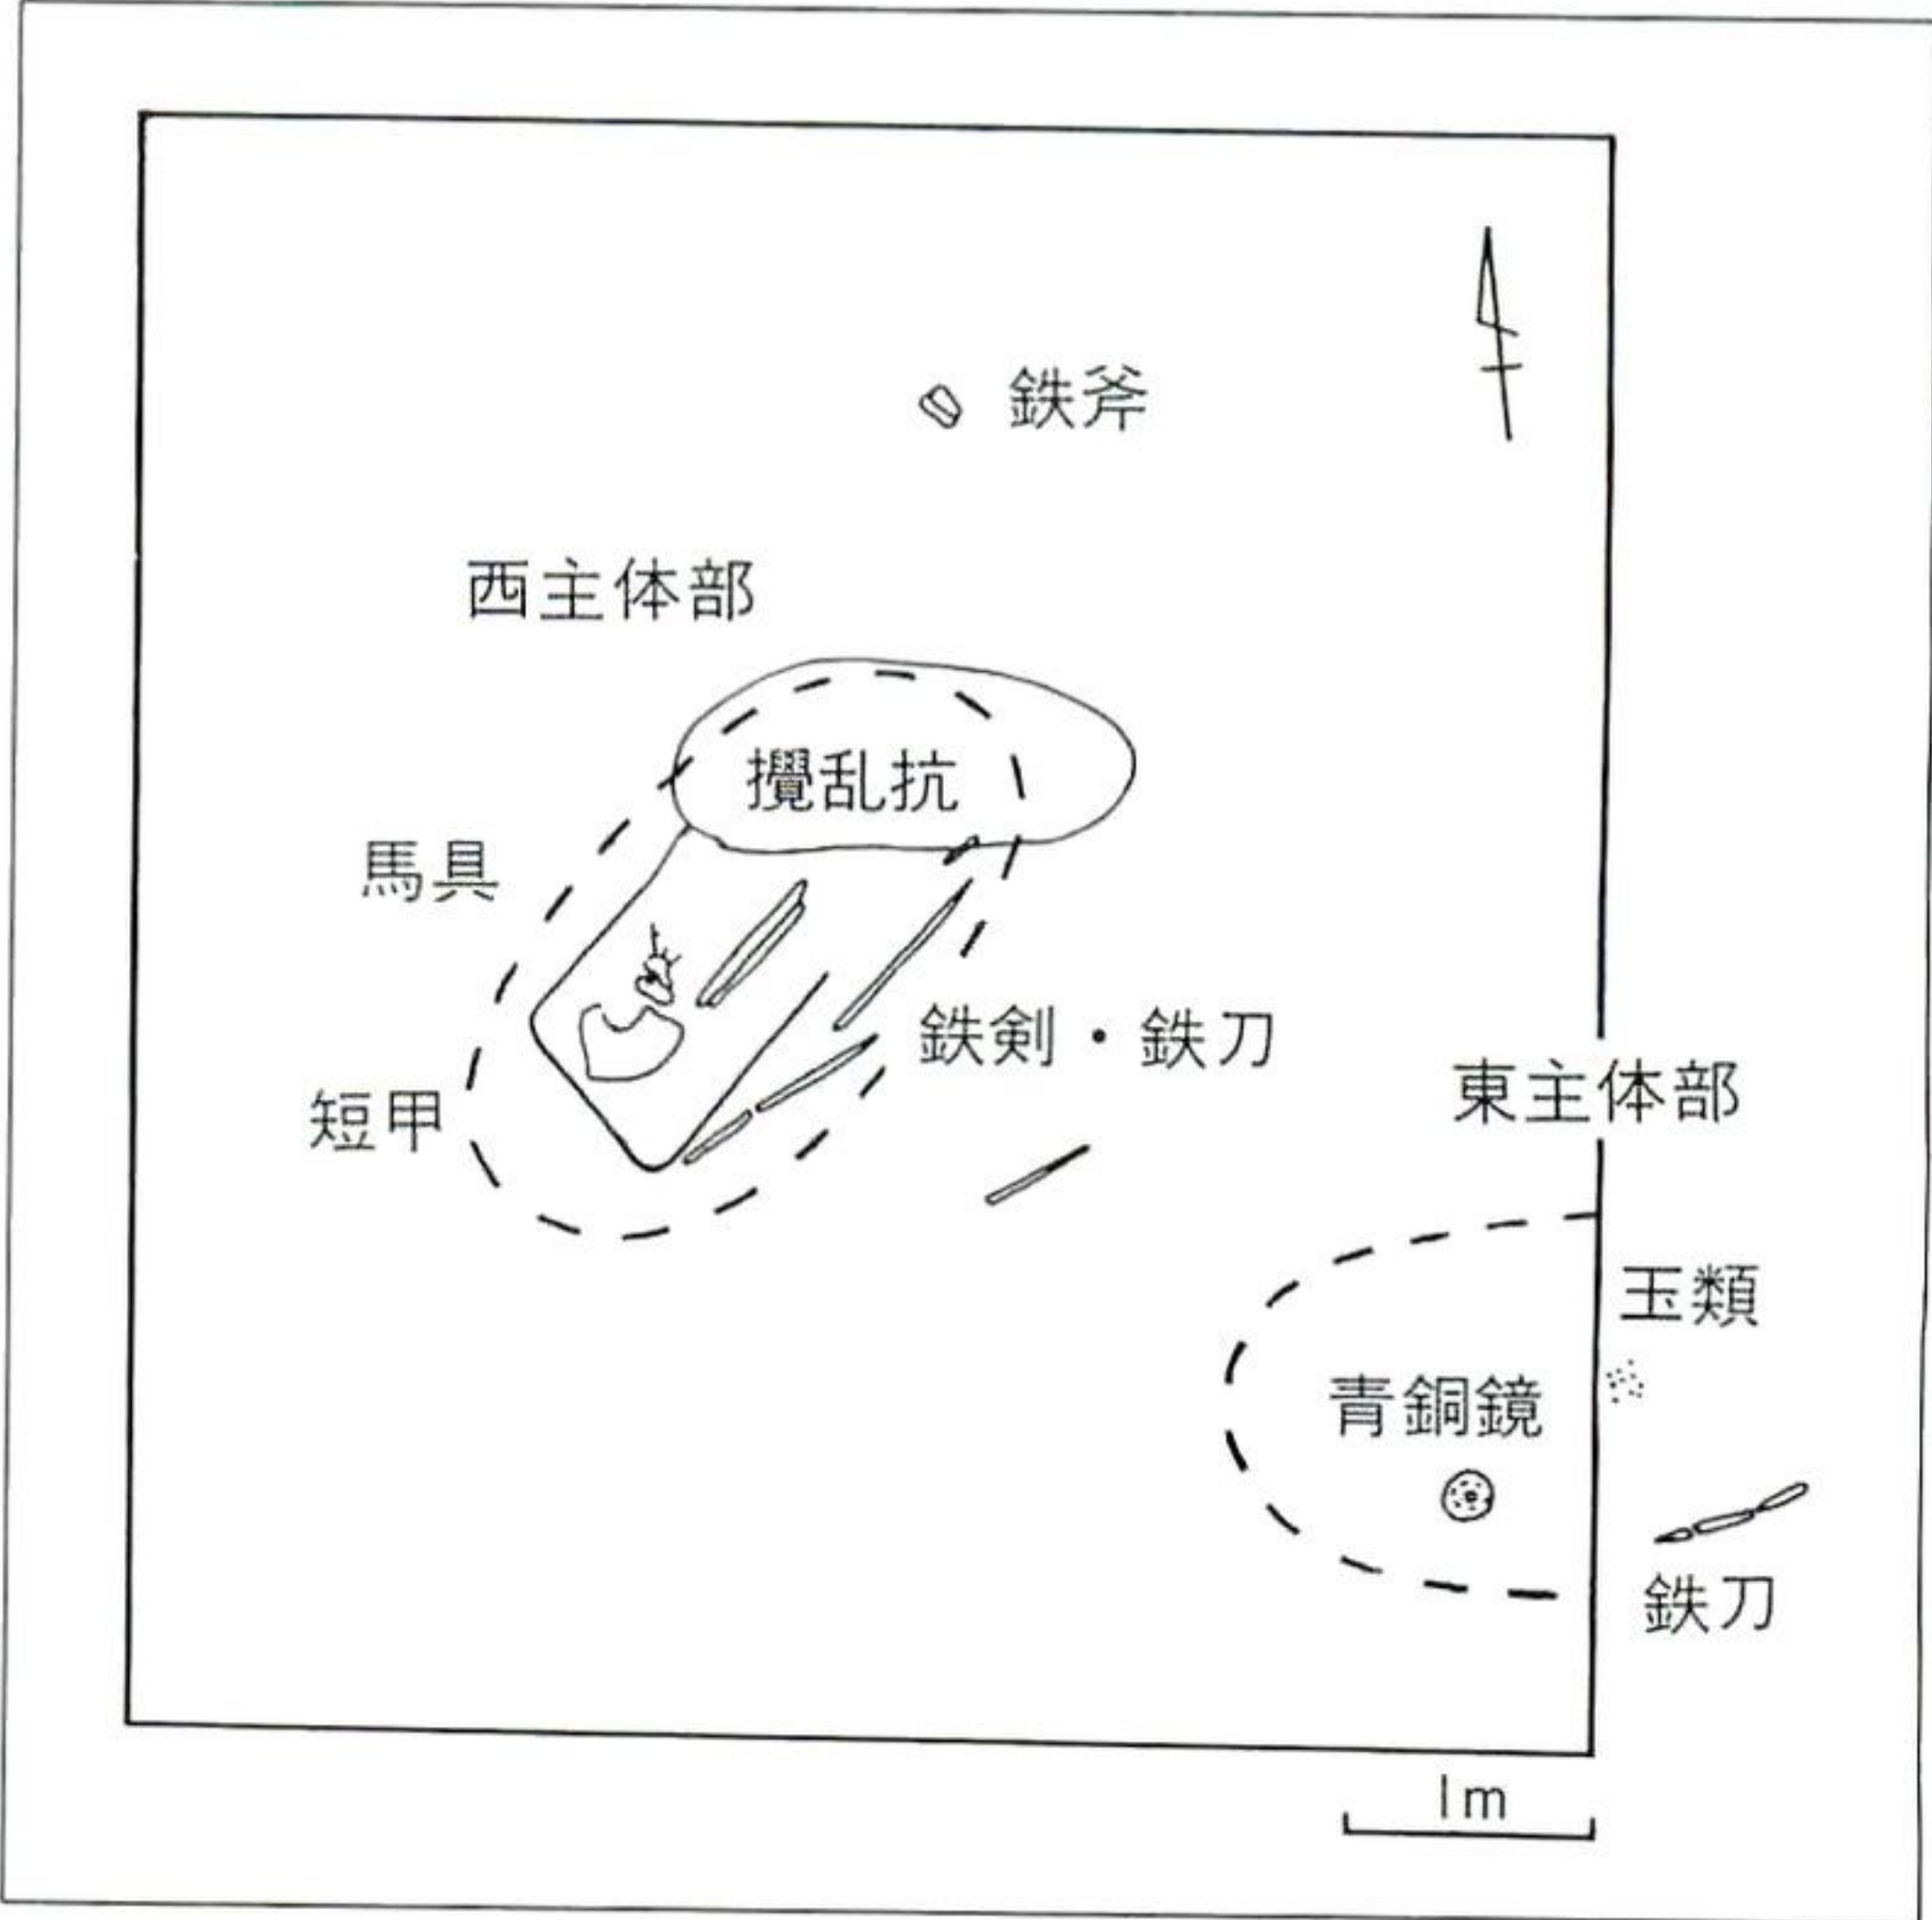 鉄斧
西主体部
攪乱抗
馬具
鉄剣・鉄刀
短甲
東主体部
玉類
青銅鏡
鉄刀
1m